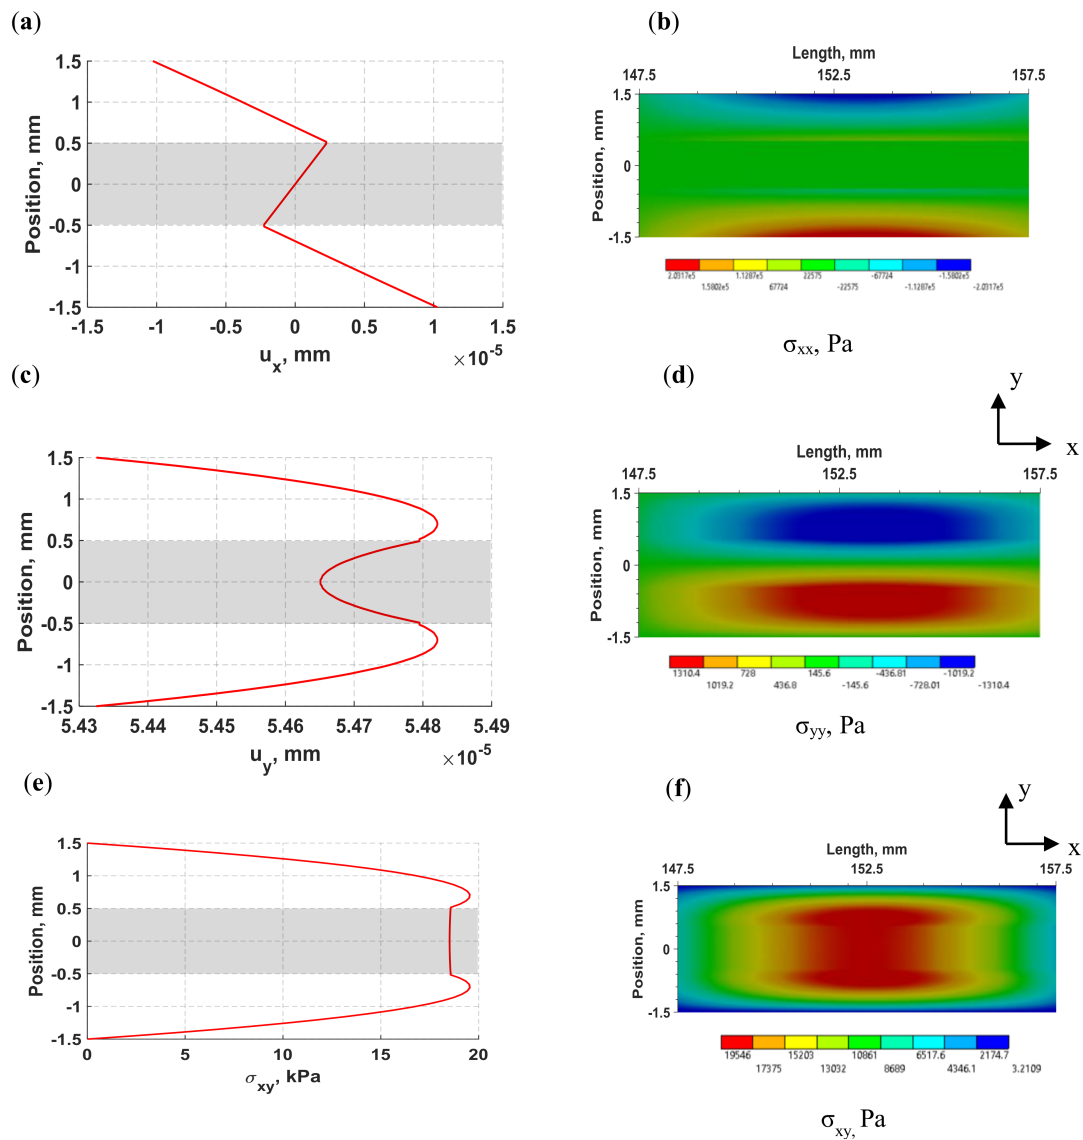 (a)
1.5
1
0.5
0
-0.5
-1
-1.5
Position, mm
-1.5 -1 -0.5 0 0.5 1 1.5
u_x, mm
×10^-5
(b)
Length, mm
147.5 152.5 157.5
1.5
0
-1.5
Position, mm
2.0317e5 1.1287e5 22575 -67724 -1.5802e5
1.5802e5 67724 -22575 -1.1287e5 -2.0317e5
σxx, Pa
(c)
1.5
1
0.5
0
-0.5
-1
-1.5
Position, mm
5.43 5.44 5.45 5.46 5.47 5.48 5.49
u_y, mm
×10^-5
(d)
y
x
Length, mm
147.5 152.5 157.5
1.5
0
-1.5
Position, mm
1310.4 728 145.6 -436.81 -1019.2
1019.2 436.8 -145.6 -728.01 -1310.4
σyy, Pa
(e)
1.5
1
0.5
0
-0.5
-1
-1.5
Position, mm
0 5 10 15 20
σ_xy, kPa
(f)
y
x
Length, mm
147.5 152.5 157.5
1.5
0
-1.5
Position, mm
19546 15203 10861 6517.6 2174.7
17375 13032 8689 4346.1 3.2109
σxy, Pa